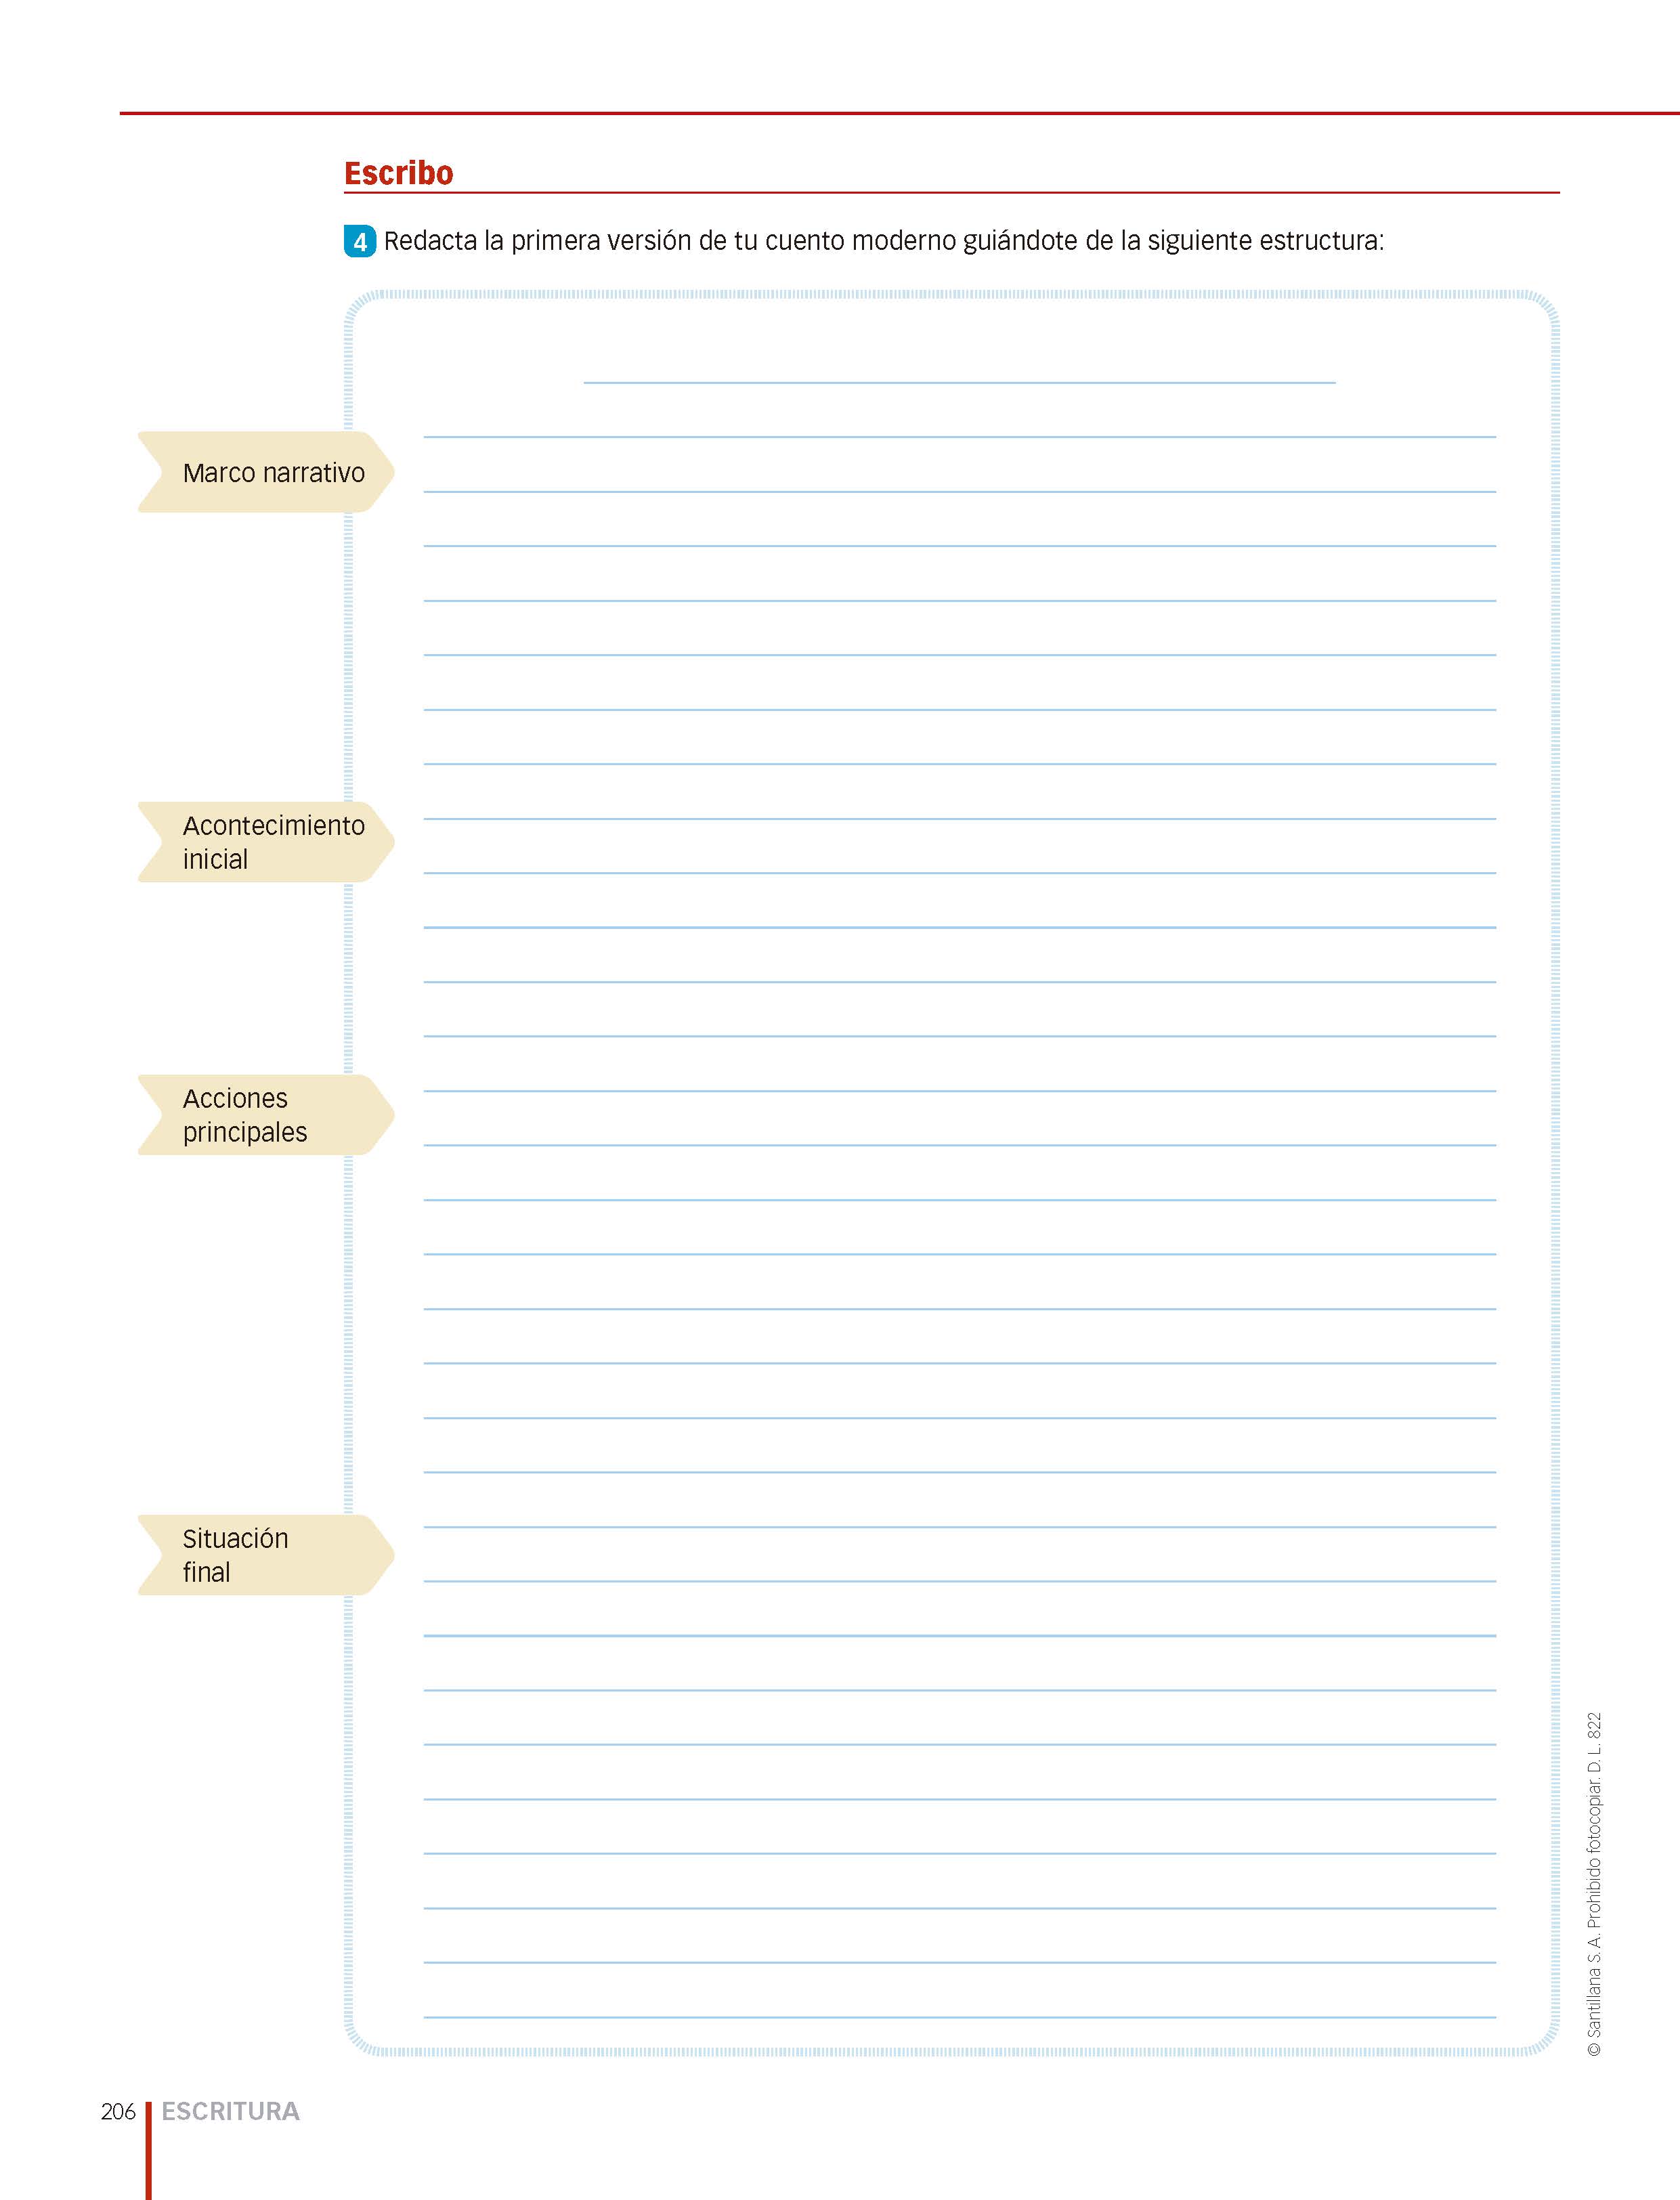 Escribo
4 Redacta la primera versión de tu cuento moderno guiándote de la siguiente estructura:
Marco narrativo
Acontecimiento
inicial
Acciones
principales
Situación
final
© Santillana S. A. Prohibido fotocopiar. D. L. 822
206 ESCRITURA